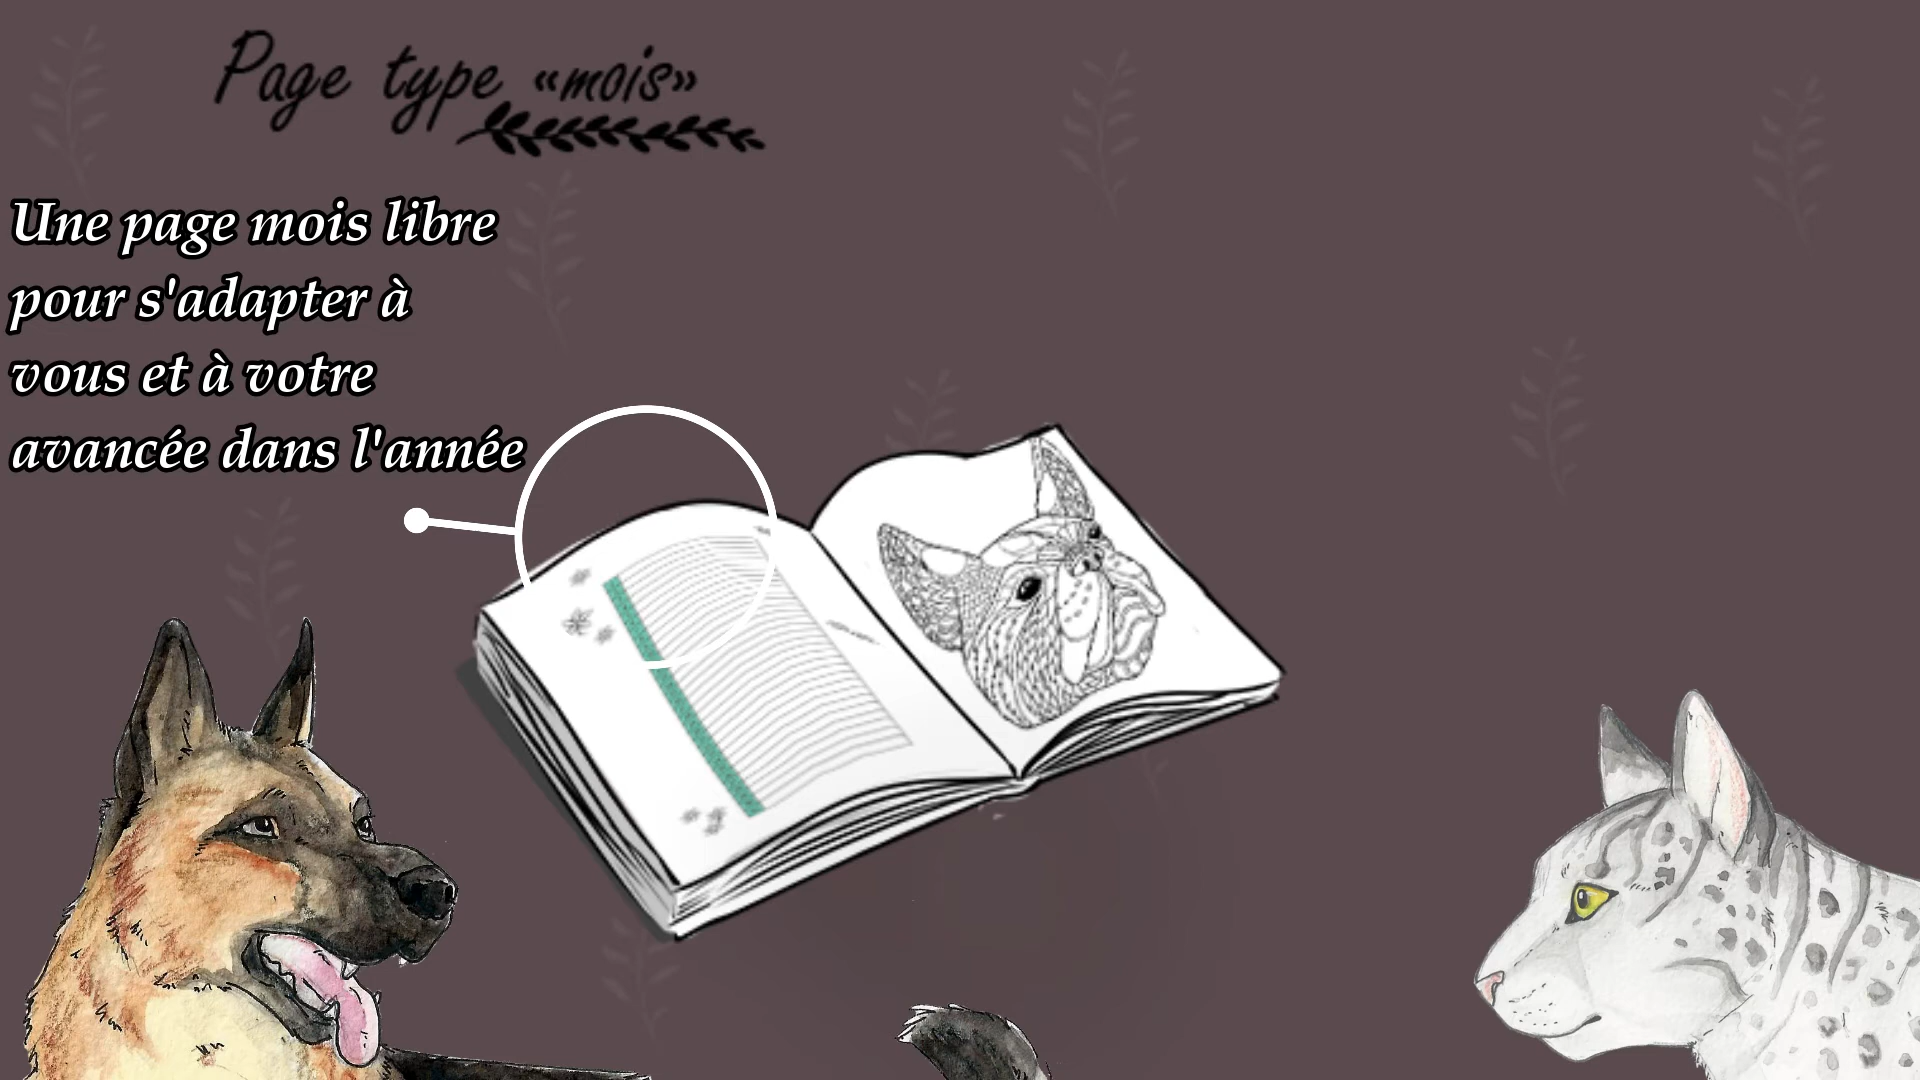 Page type «mois»
Une page mois libre
pour s'adapter à
vous et à votre
avancée dans l'année